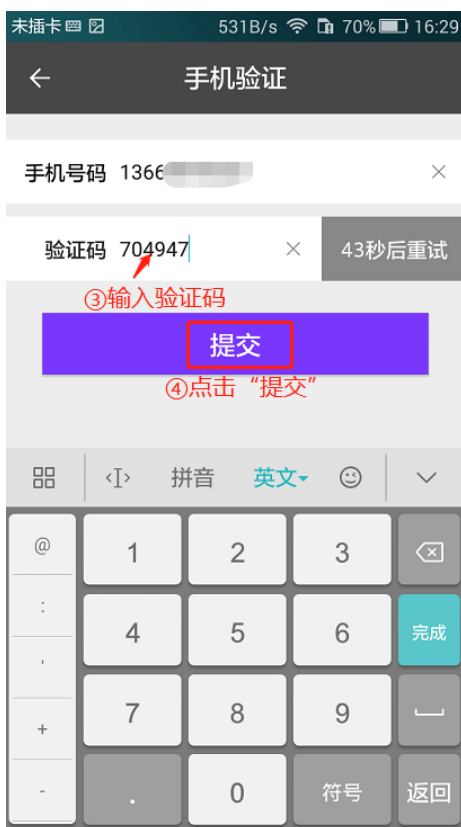 未插卡 531B/s 70% 16:29
手机验证
手机号码 1366
验证码 704947 43秒后重试
③输入验证码
提交
④点击“提交”
拼音 英文
@ 1 2 3
: 4 5 6 完成
' 7 8 9
+
- . 0 符号 返回